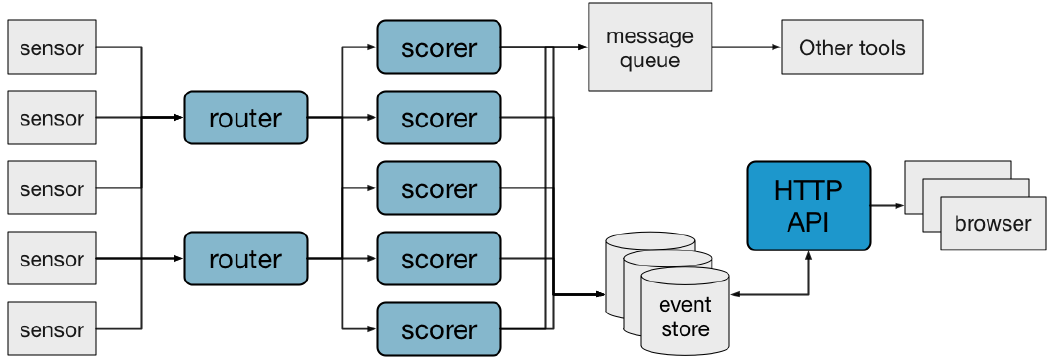 sensor
sensor
sensor
sensor
sensor
router
router
scorer
scorer
scorer
scorer
scorer
message
queue
Other tools
event
store
HTTP
API
browser